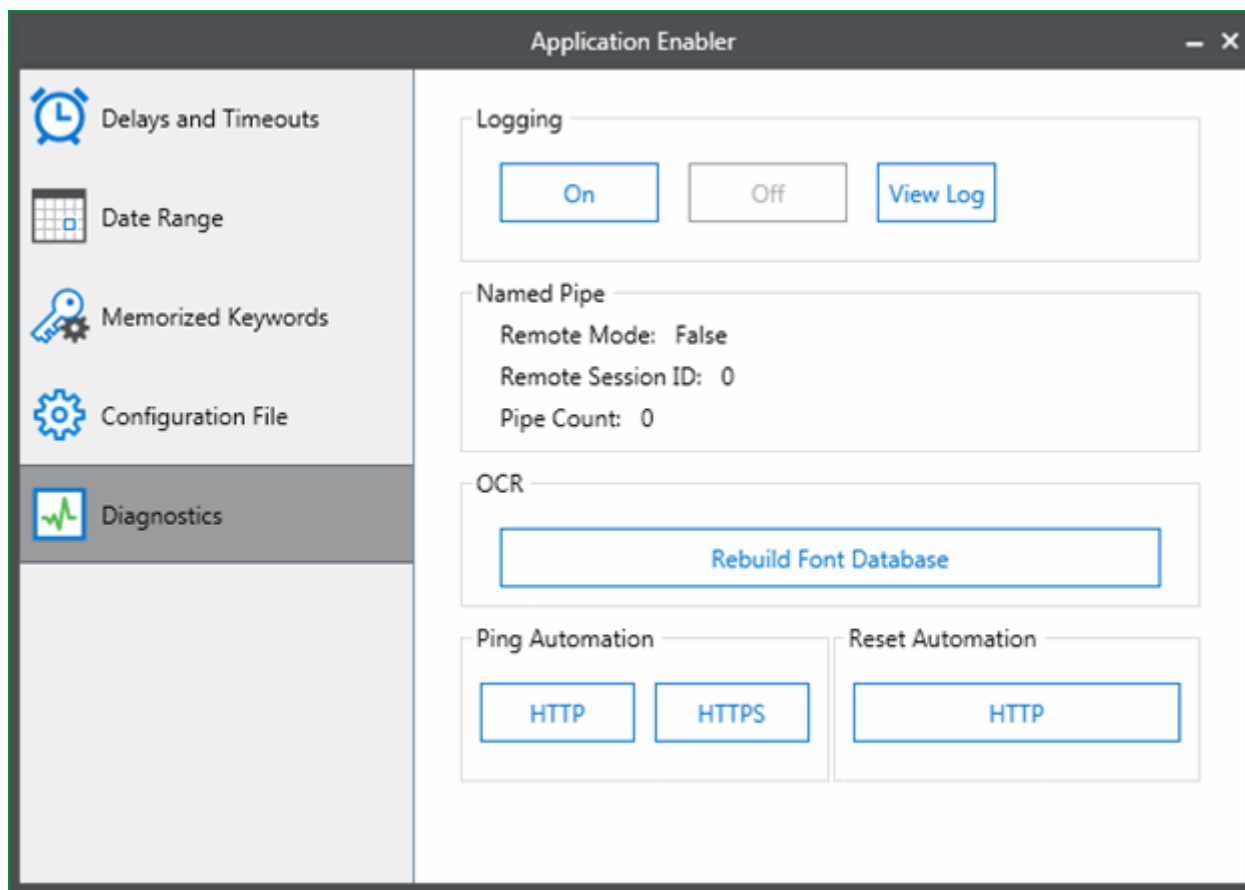 Application Enabler
Delays and Timeouts
Date Range
Memorized Keywords
Configuration File
Diagnostics
Logging
On Off View Log
Named Pipe
Remote Mode: False
Remote Session ID: 0
Pipe Count: 0
OCR
Rebuild Font Database
Ping Automation
HTTP HTTPS
Reset Automation
HTTP